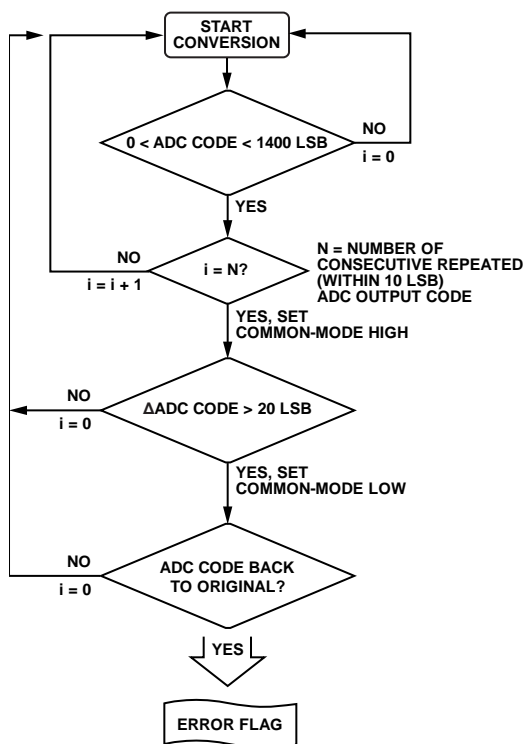 START
CONVERSION
0 < ADC CODE < 1400 LSB
NO
i = 0
YES
NO
i = i + 1
i = N?
N = NUMBER OF
CONSECUTIVE REPEATED
(WITHIN 10 LSB)
ADC OUTPUT CODE
YES, SET
COMMON-MODE HIGH
NO
i = 0
ΔADC CODE > 20 LSB
YES, SET
COMMON-MODE LOW
NO
i = 0
ADC CODE BACK
TO ORIGINAL?
YES
ERROR FLAG